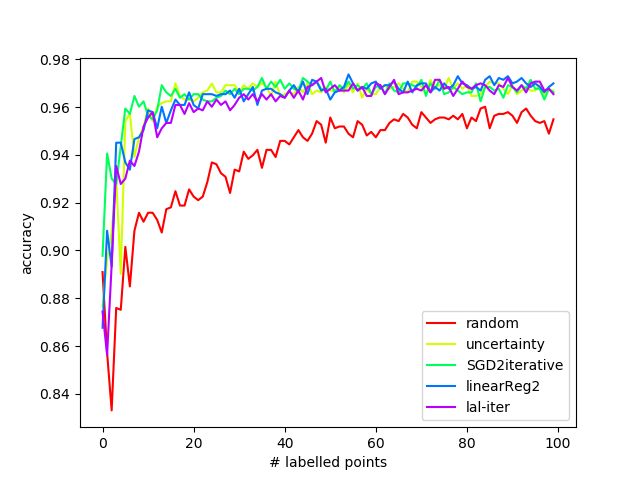 0.98
0.96
0.94
0.92
0.90
0.88
0.86
0.84
accuracy
0
20
40
60
80
100
# labelled points
random
uncertainty
SGD2iterative
linearReg2
lal-iter